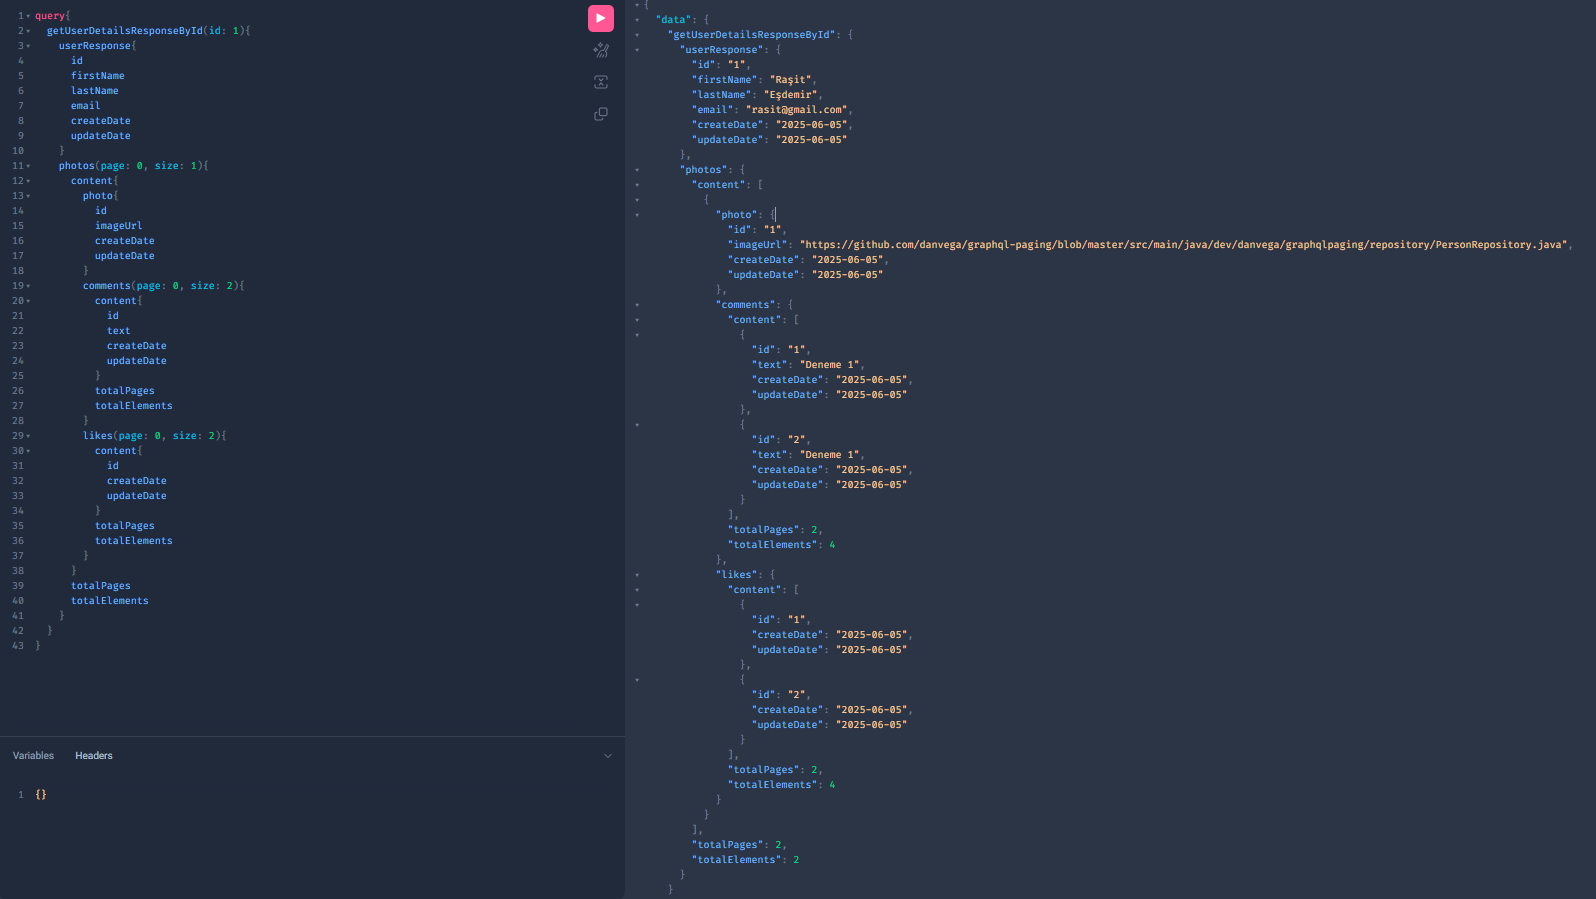 1 query{
2 getUserDetailsResponseById(id: 1){
3 userResponse{
4 id
5 firstName
6 lastName
7 email
8 createDate
9 updateDate
10 }
11 photos(page: 0, size: 1){
12 content{
13 photo{
14 id
15 imageUrl
16 createDate
17 updateDate
18 }
19 comments(page: 0, size: 2){
20 content{
21 id
22 text
23 createDate
24 updateDate
25 }
26 totalPages
27 totalElements
28 }
29 likes(page: 0, size: 2){
30 content{
31 id
32 createDate
33 updateDate
34 }
35 totalPages
36 totalElements
37 }
38 }
39 totalPages
40 totalElements
41 }
42 }
43 }
Variables Headers
1 {}
{
"data": {
"getUserDetailsResponseById": {
"userResponse": {
"id": "1",
"firstName": "Raşit",
"lastName": "Eşdemir",
"email": "rasit@gmail.com",
"createDate": "2025-06-05",
"updateDate": "2025-06-05"
},
"photos": {
"content": [
{
"photo": {
"id": "1",
"imageUrl": "https://github.com/danvega/graphql-paging/blob/master/src/main/java/dev/danvega/graphqlpaging/repository/PersonRepository.java",
"createDate": "2025-06-05",
"updateDate": "2025-06-05"
},
"comments": {
"content": [
{
"id": "1",
"text": "Deneme 1",
"createDate": "2025-06-05",
"updateDate": "2025-06-05"
},
{
"id": "2",
"text": "Deneme 1",
"createDate": "2025-06-05",
"updateDate": "2025-06-05"
}
],
"totalPages": 2,
"totalElements": 4
},
"likes": {
"content": [
{
"id": "1",
"createDate": "2025-06-05",
"updateDate": "2025-06-05"
},
{
"id": "2",
"createDate": "2025-06-05",
"updateDate": "2025-06-05"
}
],
"totalPages": 2,
"totalElements": 4
}
}
],
"totalPages": 2,
"totalElements": 2
}
}